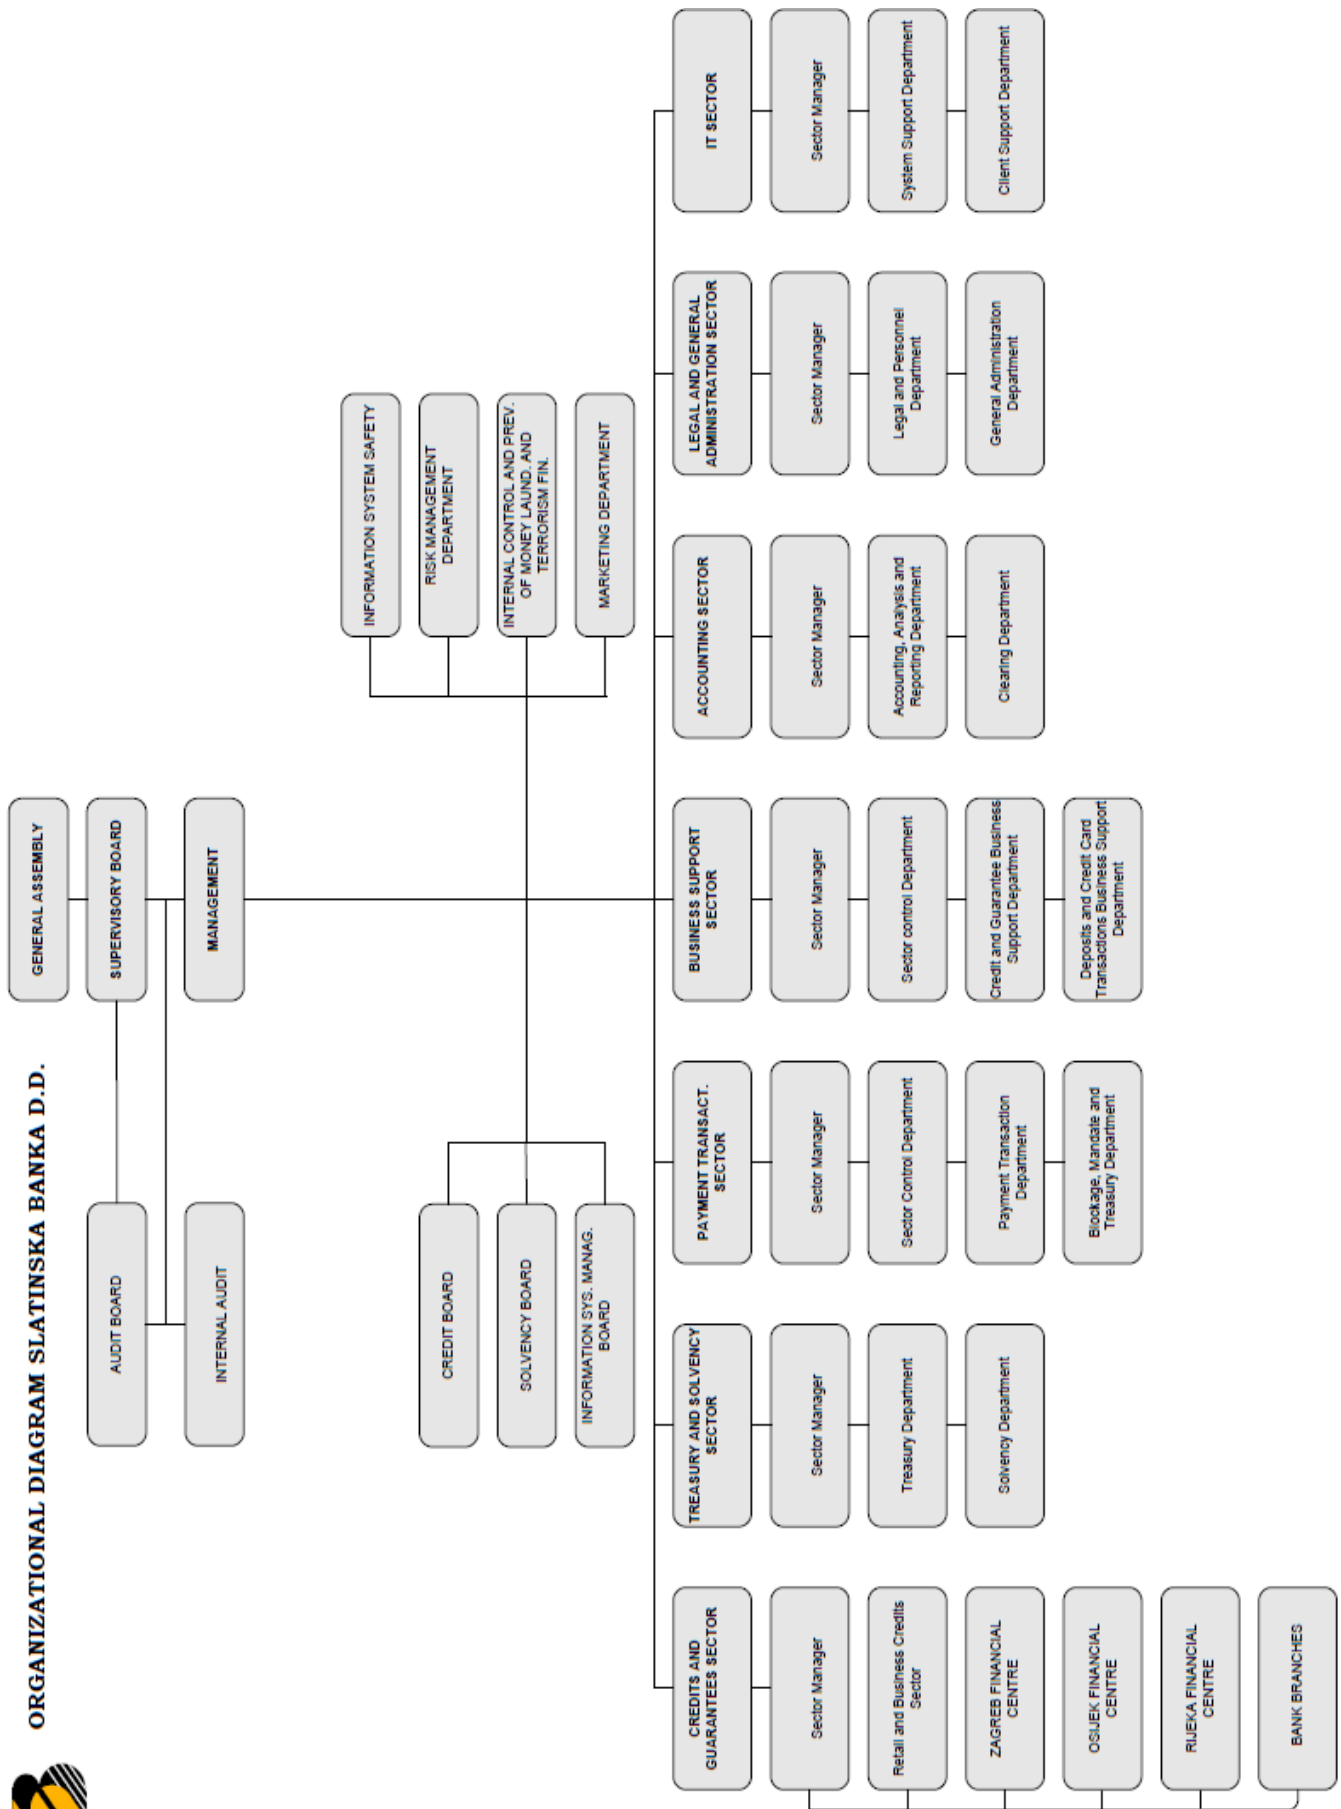 ORGANIZATIONAL DIAGRAM SLATINSKA BANKA D.D.
GENERAL ASSEMBLY
SUPERVISORY BOARD
MANAGEMENT
AUDIT BOARD
INTERNAL AUDIT
CREDIT BOARD
SOLVENCY BOARD
INFORMATION SYS. MANAG.
BOARD
INFORMATION SYSTEM SAFETY
RISK MANAGEMENT
DEPARTMENT
INTERNAL CONTROL AND PREV.
OF MONEY LAUND. AND
TERRORISM FIN.
MARKETING DEPARTMENT
CREDITS AND
GUARANTEES SECTOR
Sector Manager
Retail and Business Credits
Sector
ZAGREB FINANCIAL
CENTRE
OSIJEK FINANCIAL
CENTRE
RIJEKA FINANCIAL
CENTRE
BANK BRANCHES
TREASURY AND SOLVENCY
SECTOR
Sector Manager
Treasury Department
Solvency Department
PAYMENT TRANSACT.
SECTOR
Sector Manager
Sector Control Department
Payment Transaction
Department
Blockage, Mandate and
Treasury Department
BUSINESS SUPPORT
SECTOR
Sector Manager
Sector control Department
Credit and Guarantee Business
Support Department
Deposits and Credit Card
Transactions Business Support
Department
ACCOUNTING SECTOR
Sector Manager
Accounting, Analysis and
Reporting Department
Clearing Department
LEGAL AND GENERAL
ADMINISTRATION SECTOR
Sector Manager
Legal and Personnel
Department
General Administration
Department
IT SECTOR
Sector Manager
System Support Department
Client Support Department